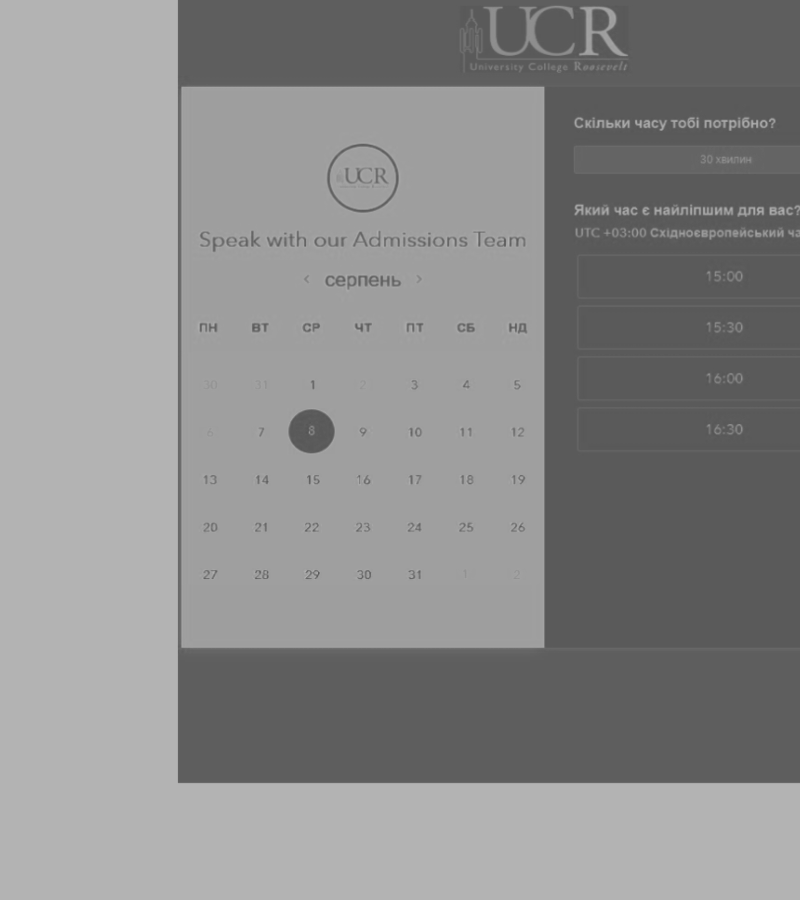 UCR
University College Roosevelt
UCR
Speak with our Admissions Team
< серпень >
ПН ВТ СР ЧТ ПТ СБ НД
30 31 1 2 3 4 5
6 7 8 9 10 11 12
13 14 15 16 17 18 19
20 21 22 23 24 25 26
27 28 29 30 31 1 2
Скільки часу тобі потрібно?
30 хвилин
Який час є найліпшим для вас?
UTC +03:00 Східноєвропейський
15:00
15:30
16:00
16:30